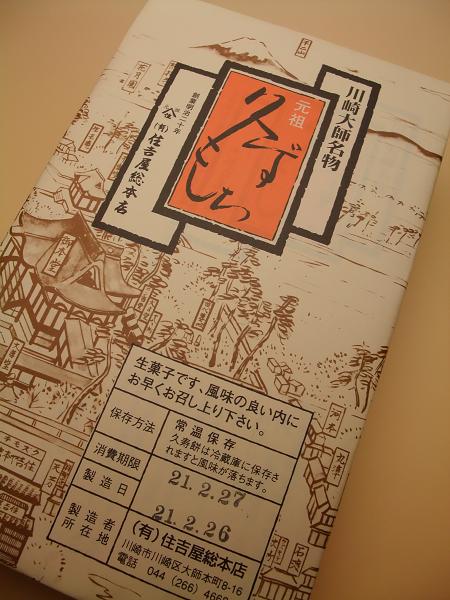 川崎大師名物
元祖
久ずもち
創業明治二十年
(有)住吉屋総本店
生菓子です、風味の良い内に
お早くお召し上り下さい。
保存方法
常温保存
久寿餅は冷蔵庫に保存さ
れますと風味が落ちます。
消費期限
21.2.27
製造日
21.2.26
製造者
所在地
(有)住吉屋総本店
川崎市川崎区大師本町8-16
電話 044(266)466